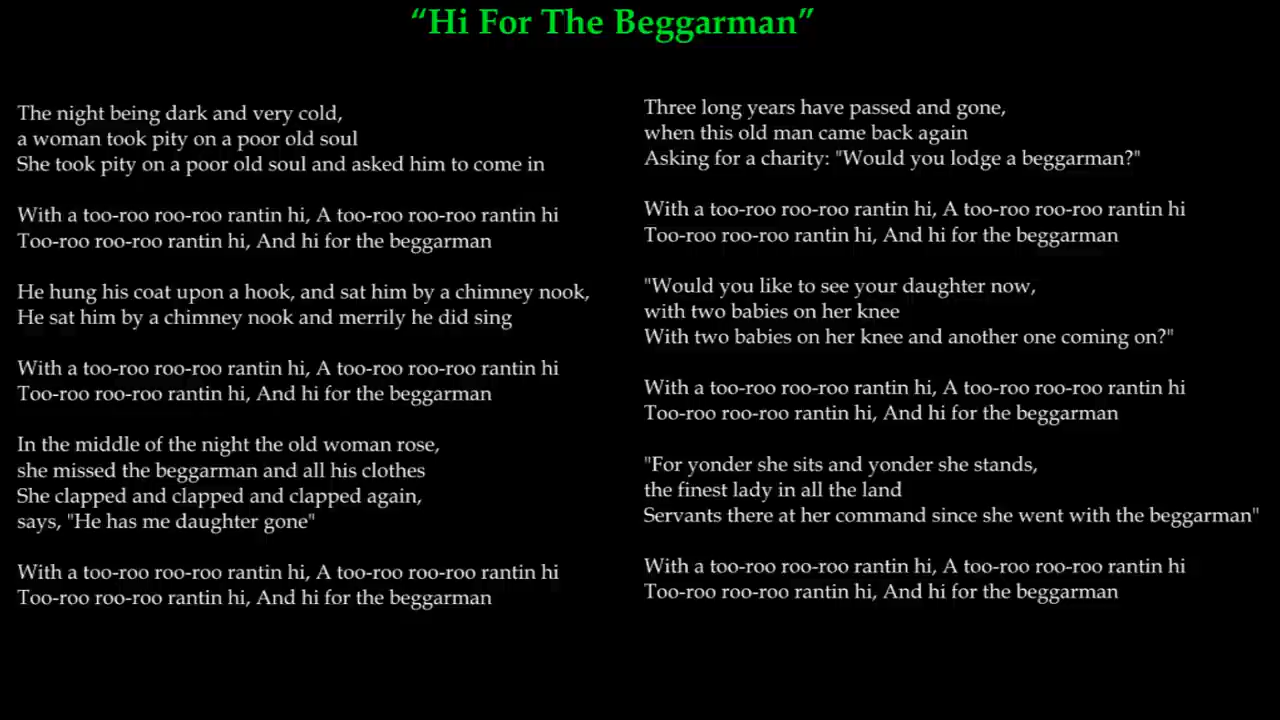 “Hi For The Beggarman”
The night being dark and very cold,
a woman took pity on a poor old soul
She took pity on a poor old soul and asked him to come in
With a too-roo roo-roo rantin hi, A too-roo roo-roo rantin hi
Too-roo roo-roo rantin hi, And hi for the beggarman
He hung his coat upon a hook, and sat him by a chimney nook,
He sat him by a chimney nook and merrily he did sing
With a too-roo roo-roo rantin hi, A too-roo roo-roo rantin hi
Too-roo roo-roo rantin hi, And hi for the beggarman
In the middle of the night the old woman rose,
she missed the beggarman and all his clothes
She clapped and clapped and clapped again,
says, "He has me daughter gone"
With a too-roo roo-roo rantin hi, A too-roo roo-roo rantin hi
Too-roo roo-roo rantin hi, And hi for the beggarman
Three long years have passed and gone,
when this old man came back again
Asking for a charity: "Would you lodge a beggarman?"
With a too-roo roo-roo rantin hi, A too-roo roo-roo rantin hi
Too-roo roo-roo rantin hi, And hi for the beggarman
"Would you like to see your daughter now,
with two babies on her knee
With two babies on her knee and another one coming on?"
With a too-roo roo-roo rantin hi, A too-roo roo-roo rantin hi
Too-roo roo-roo rantin hi, And hi for the beggarman
"For yonder she sits and yonder she stands,
the finest lady in all the land
Servants there at her command since she went with the beggarman"
With a too-roo roo-roo rantin hi, A too-roo roo-roo rantin hi
Too-roo roo-roo rantin hi, And hi for the beggarman